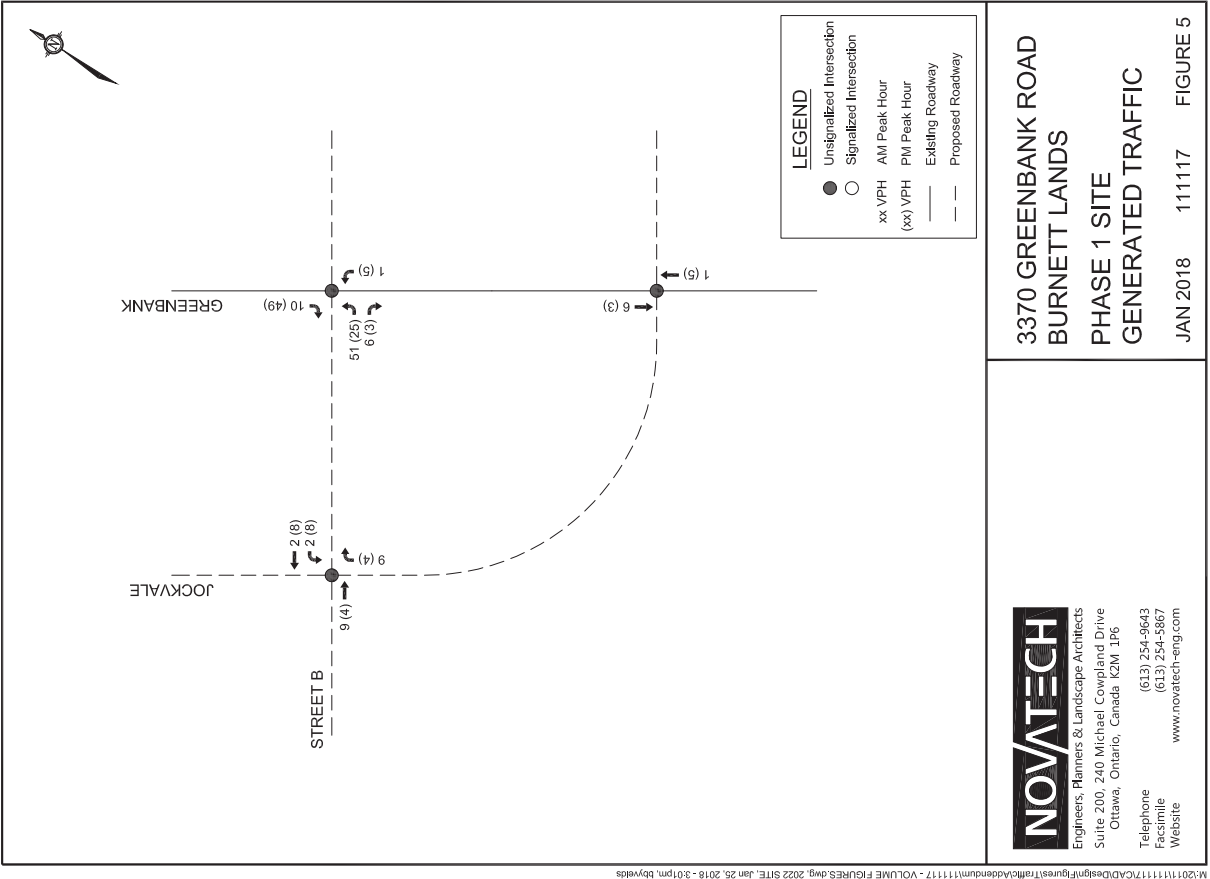 GREENBANK
10 (49)
1 (5)
51 (25)
6 (3)
6 (3)
1 (5)
JOCKVALE
2 (8)
2 (8)
9 (4)
9 (4)
STREET B
N
LEGEND
Unsignalized Intersection
Signalized Intersection
xx VPH AM Peak Hour
(xx) VPH PM Peak Hour
Existing Roadway
Proposed Roadway
NOVATECH
Engineers, Planners & Landscape Architects
Suite 200, 240 Michael Cowpland Drive
Ottawa, Ontario, Canada K2M 1P6
Telephone (613) 254-9643
Facsimile (613) 254-5867
Website www.novatech-eng.com
3370 GREENBANK ROAD
BURNETT LANDS
PHASE 1 SITE
GENERATED TRAFFIC
JAN 2018 111117 FIGURE 5
M:\2011\111117\CAD\Design\Figures\Traffic\Addendum\111117 - VOLUME FIGURES.dwg, 2022 SITE, Jan 25, 2018 - 3:01pm, bbyvelds